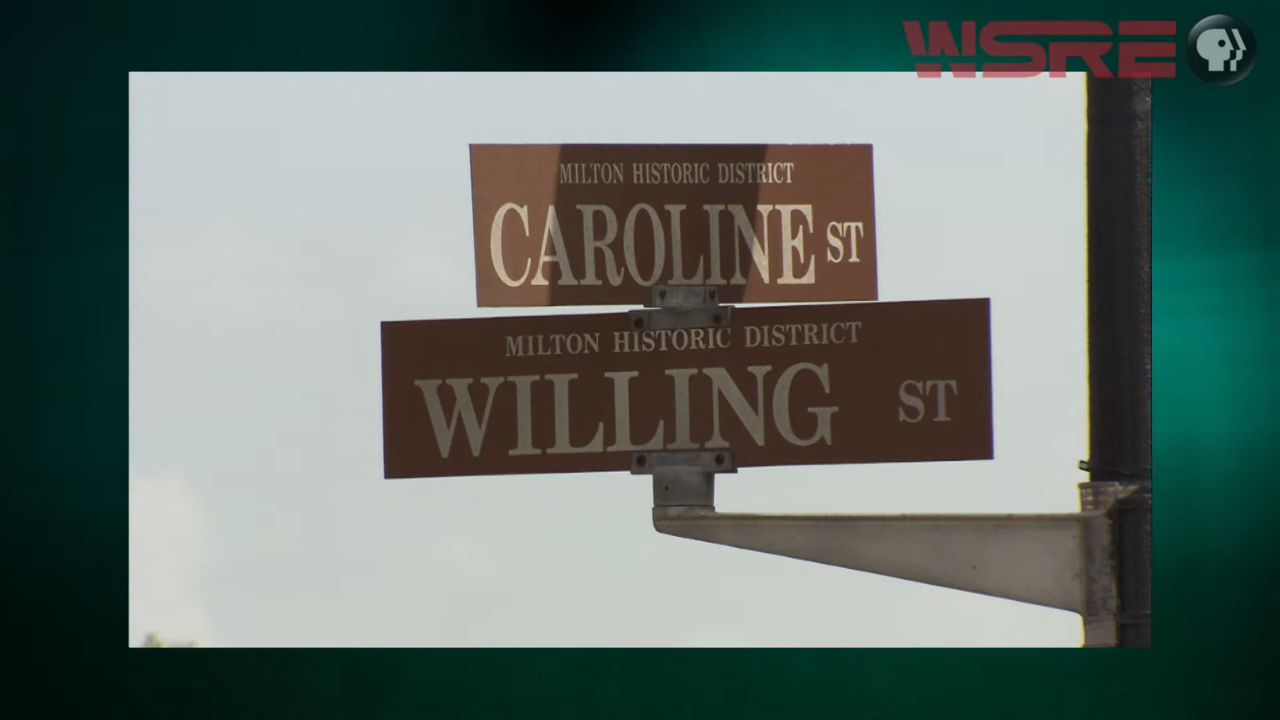 WSRE
MILTON HISTORIC DISTRICT
CAROLINE ST
MILTON HISTORIC DISTRICT
WILLING ST